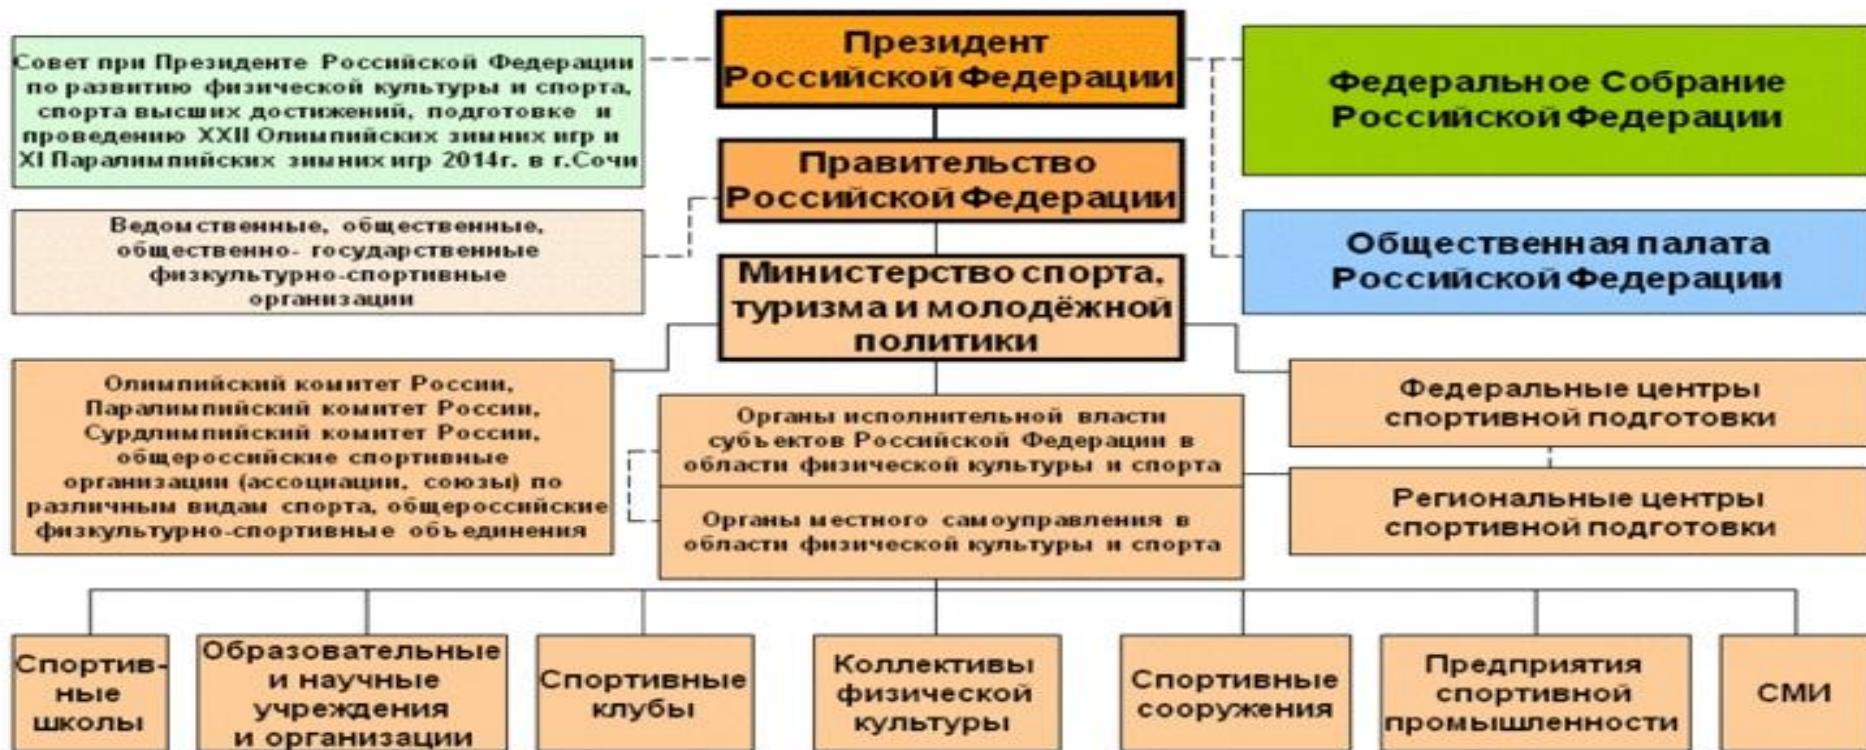 Совет при Президенте Российской Федерации
по развитию физической культуры и спорта,
спорта высших достижений, подготовке и
проведению XXII Олимпийских зимних игр и
XI Паралимпийских зимних игр 2014г. в г.Сочи
Президент
Российской Федерации
Федеральное Собрание
Российской Федерации
Правительство
Российской Федерации
Ведомственные, общественные,
общественно- государственные
физкультурно-спортивные
организации
Общественная палата
Российской Федерации
Министерство спорта,
туризма и молодёжной
политики
Олимпийский комитет России,
Паралимпийский комитет России,
Сурдлимпийский комитет России,
общероссийские спортивные
организации (ассоциации, союзы) по
различным видам спорта, общероссийские
физкультурно-спортивные объединения
Органы исполнительной власти
субъектов Российской Федерации в
области физической культуры и спорта
Органы местного самоуправления в
области физической культуры и спорта
Федеральные центры
спортивной подготовки
Региональные центры
спортивной подготовки
Спортив-
ные
школы
Образовательные
и научные
учреждения
и организации
Спортивные
клубы
Коллективы
физической
культуры
Спортивные
сооружения
Предприятия
спортивной
промышленности
СМИ